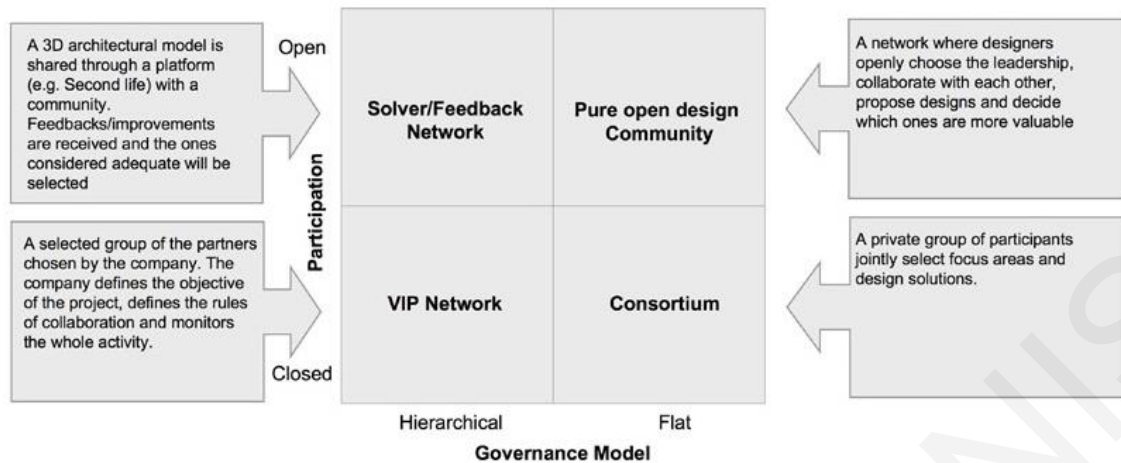 A 3D architectural model is
shared through a platform
(e.g. Second life) with a
community.
Feedbacks/improvements
are received and the ones
considered adequate will be
selected
Open
Solver/Feedback
Network
Pure open design
Community
A network where designers
openly choose the leadership,
collaborate with each other,
propose designs and decide
which ones are more valuable
Participation
A selected group of the partners
chosen by the company. The
company defines the objective
of the project, defines the rules
of collaboration and monitors
the whole activity.
Closed
VIP Network
Consortium
A private group of participants
jointly select focus areas and
design solutions.
Hierarchical
Flat
Governance Model